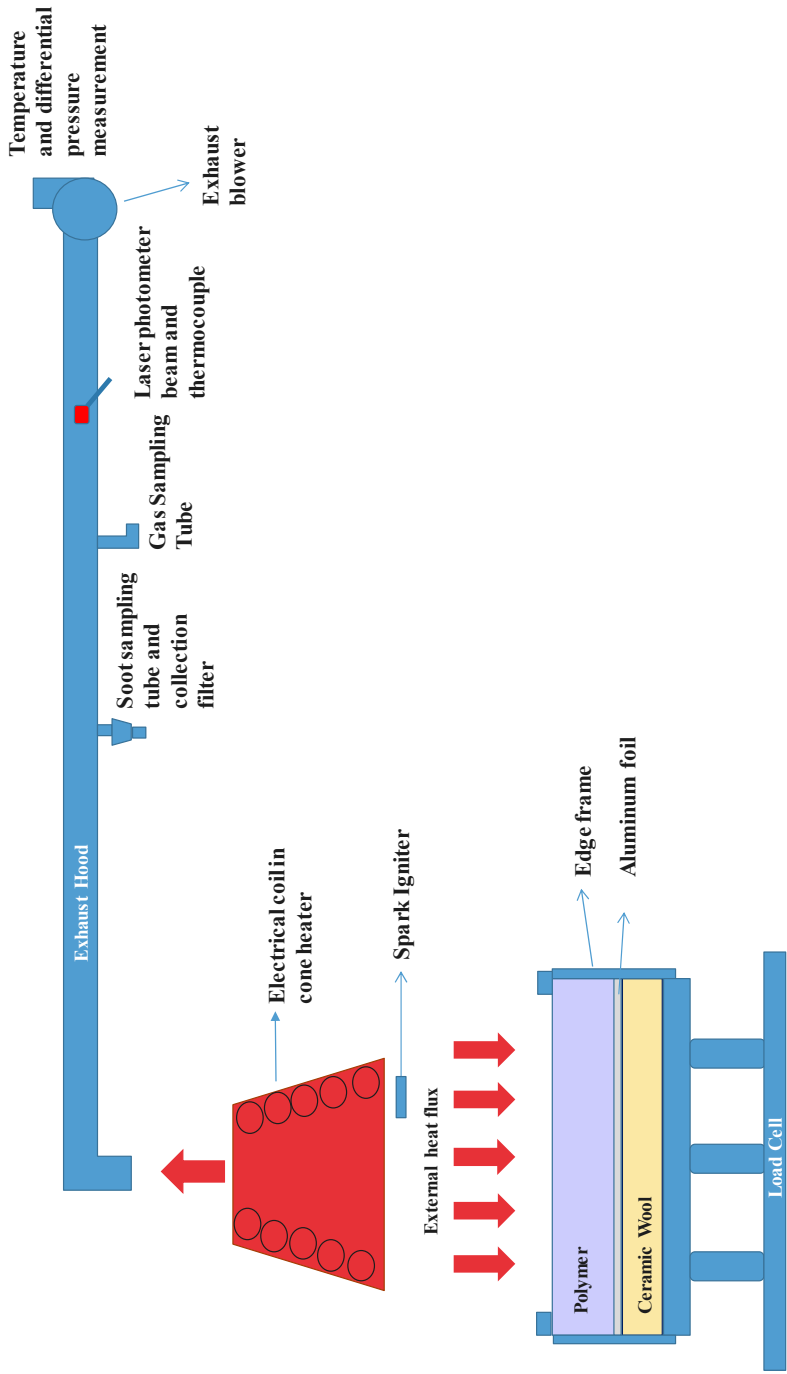 Temperature
and differential
pressure
measurement
Exhaust
blower
Laser photometer
beam and
thermocouple
Gas Sampling
Tube
Soot sampling
tube and
collection
filter
Exhaust Hood
Electrical coil in
cone heater
Spark Igniter
External heat flux
Edge frame
Aluminum foil
Polymer
Ceramic Wool
Load Cell